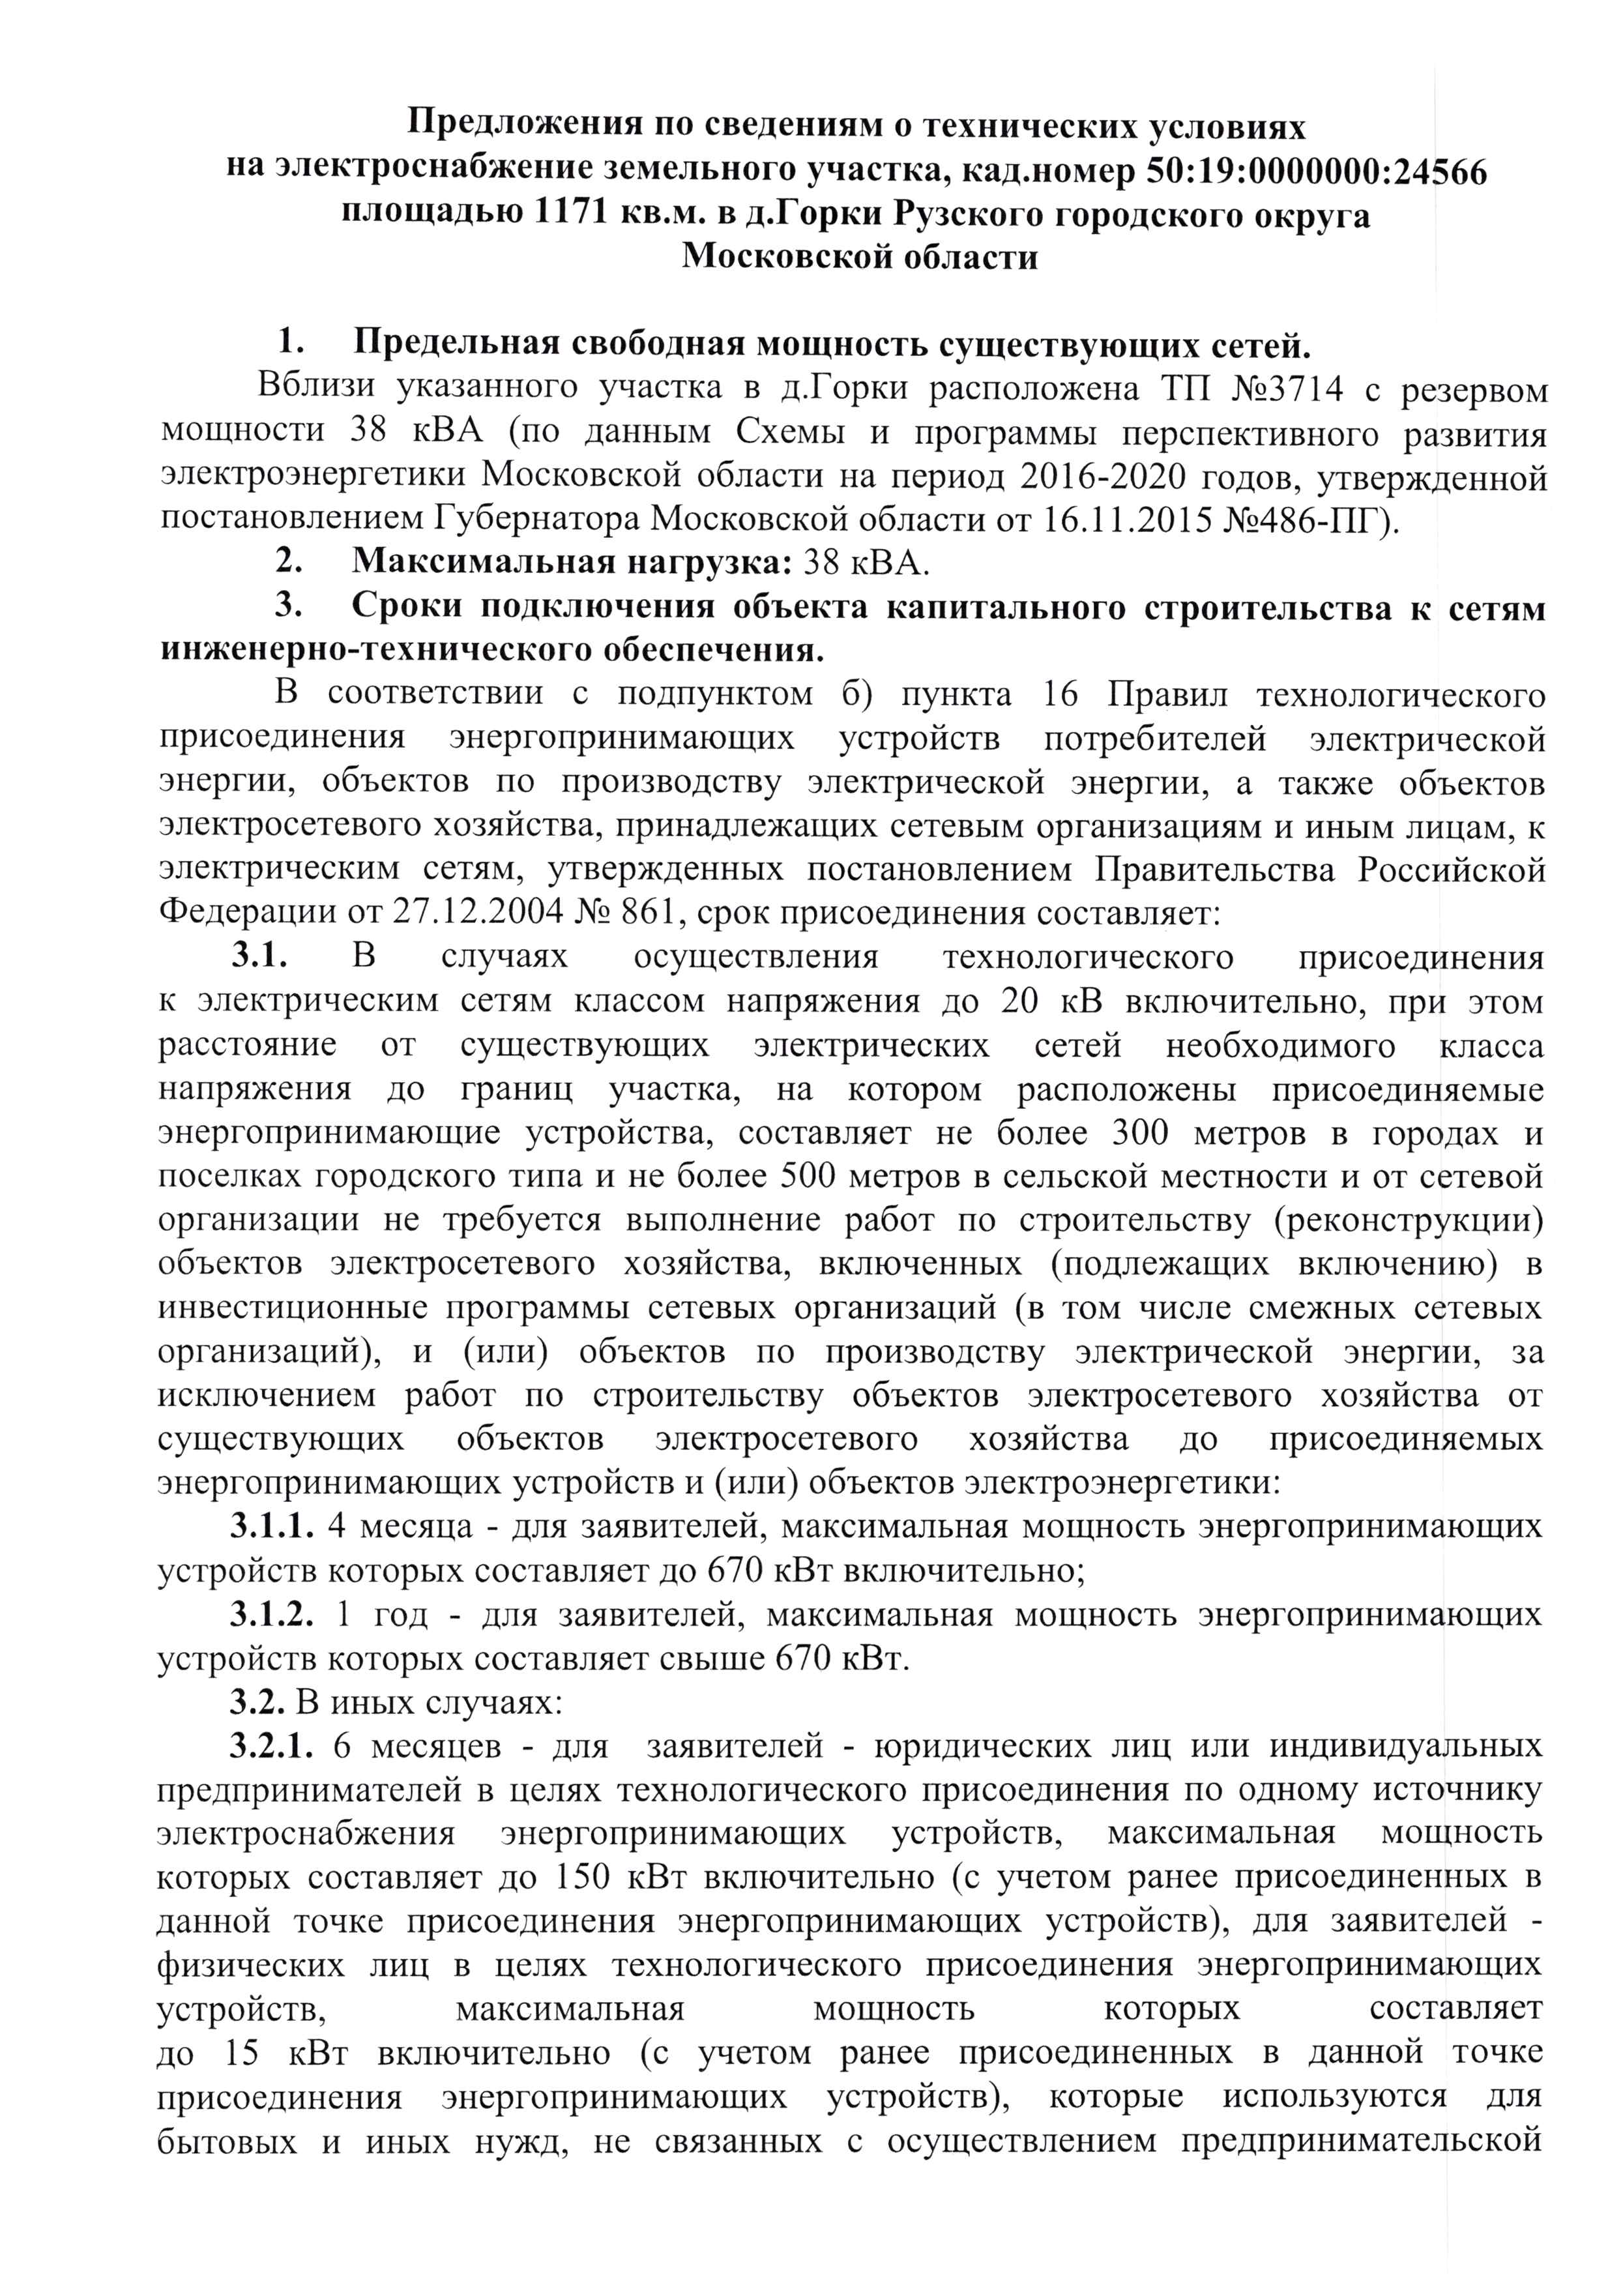 Предложения по сведениям о технических условиях
на электроснабжение земельного участка, кад.номер 50:19:0000000:24566
площадью 1171 кв.м. в д.Горки Рузского городского округа
Московской области
1. Предельная свободная мощность существующих сетей.
Вблизи указанного участка в д.Горки расположена ТП №3714 с резервом
мощности 38 кВА (по данным Схемы и программы перспективного развития
электроэнергетики Московской области на период 2016-2020 годов, утвержденной
постановлением Губернатора Московской области от 16.11.2015 №486-ПГ).
2. Максимальная нагрузка: 38 кВА.
3. Сроки подключения объекта капитального строительства к сетям
инженерно-технического обеспечения.
В соответствии с подпунктом б) пункта 16 Правил технологического
присоединения энергопринимающих устройств потребителей электрической
энергии, объектов по производству электрической энергии, а также объектов
электросетевого хозяйства, принадлежащих сетевым организациям и иным лицам, к
электрическим сетям, утвержденных постановлением Правительства Российской
Федерации от 27.12.2004 № 861, срок присоединения составляет:
3.1. В случаях осуществления технологического присоединения
к электрическим сетям классом напряжения до 20 кВ включительно, при этом
расстояние от существующих электрических сетей необходимого класса
напряжения до границ участка, на котором расположены присоединяемые
энергопринимающие устройства, составляет не более 300 метров в городах и
поселках городского типа и не более 500 метров в сельской местности и от сетевой
организации не требуется выполнение работ по строительству (реконструкции)
объектов электросетевого хозяйства, включенных (подлежащих включению) в
инвестиционные программы сетевых организаций (в том числе смежных сетевых
организаций), и (или) объектов по производству электрической энергии, за
исключением работ по строительству объектов электросетевого хозяйства от
существующих объектов электросетевого хозяйства до присоединяемых
энергопринимающих устройств и (или) объектов электроэнергетики:
3.1.1. 4 месяца - для заявителей, максимальная мощность энергопринимающих
устройств которых составляет до 670 кВт включительно;
3.1.2. 1 год - для заявителей, максимальная мощность энергопринимающих
устройств которых составляет свыше 670 кВт.
3.2. В иных случаях:
3.2.1. 6 месяцев - для заявителей - юридических лиц или индивидуальных
предпринимателей в целях технологического присоединения по одному источнику
электроснабжения энергопринимающих устройств, максимальная мощность
которых составляет до 150 кВт включительно (с учетом ранее присоединенных в
данной точке присоединения энергопринимающих устройств), для заявителей -
физических лиц в целях технологического присоединения энергопринимающих
устройств, максимальная мощность которых составляет
до 15 кВт включительно (с учетом ранее присоединенных в данной точке
присоединения энергопринимающих устройств), которые используются для
бытовых и иных нужд, не связанных с осуществлением предпринимательской